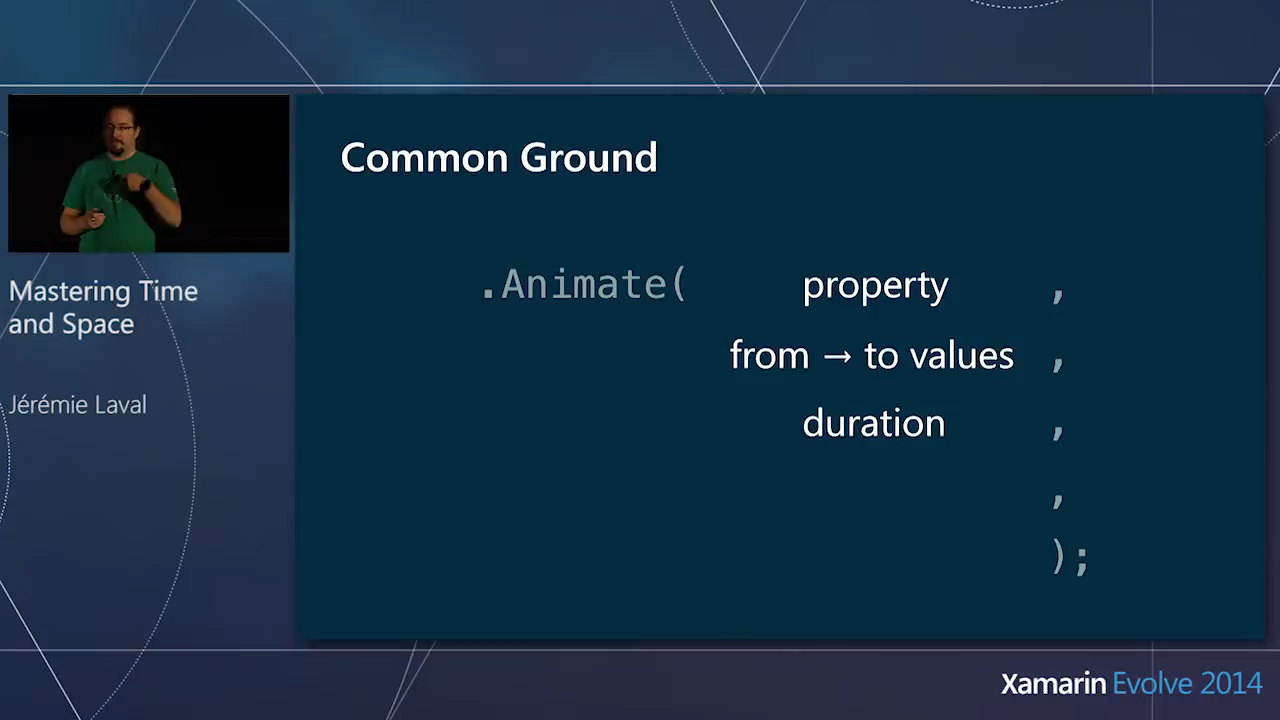 Common Ground
.Animate( property ,
from → to values ,
duration ,
,
);
Mastering Time
and Space
Jérémie Laval
Xamarin Evolve 2014